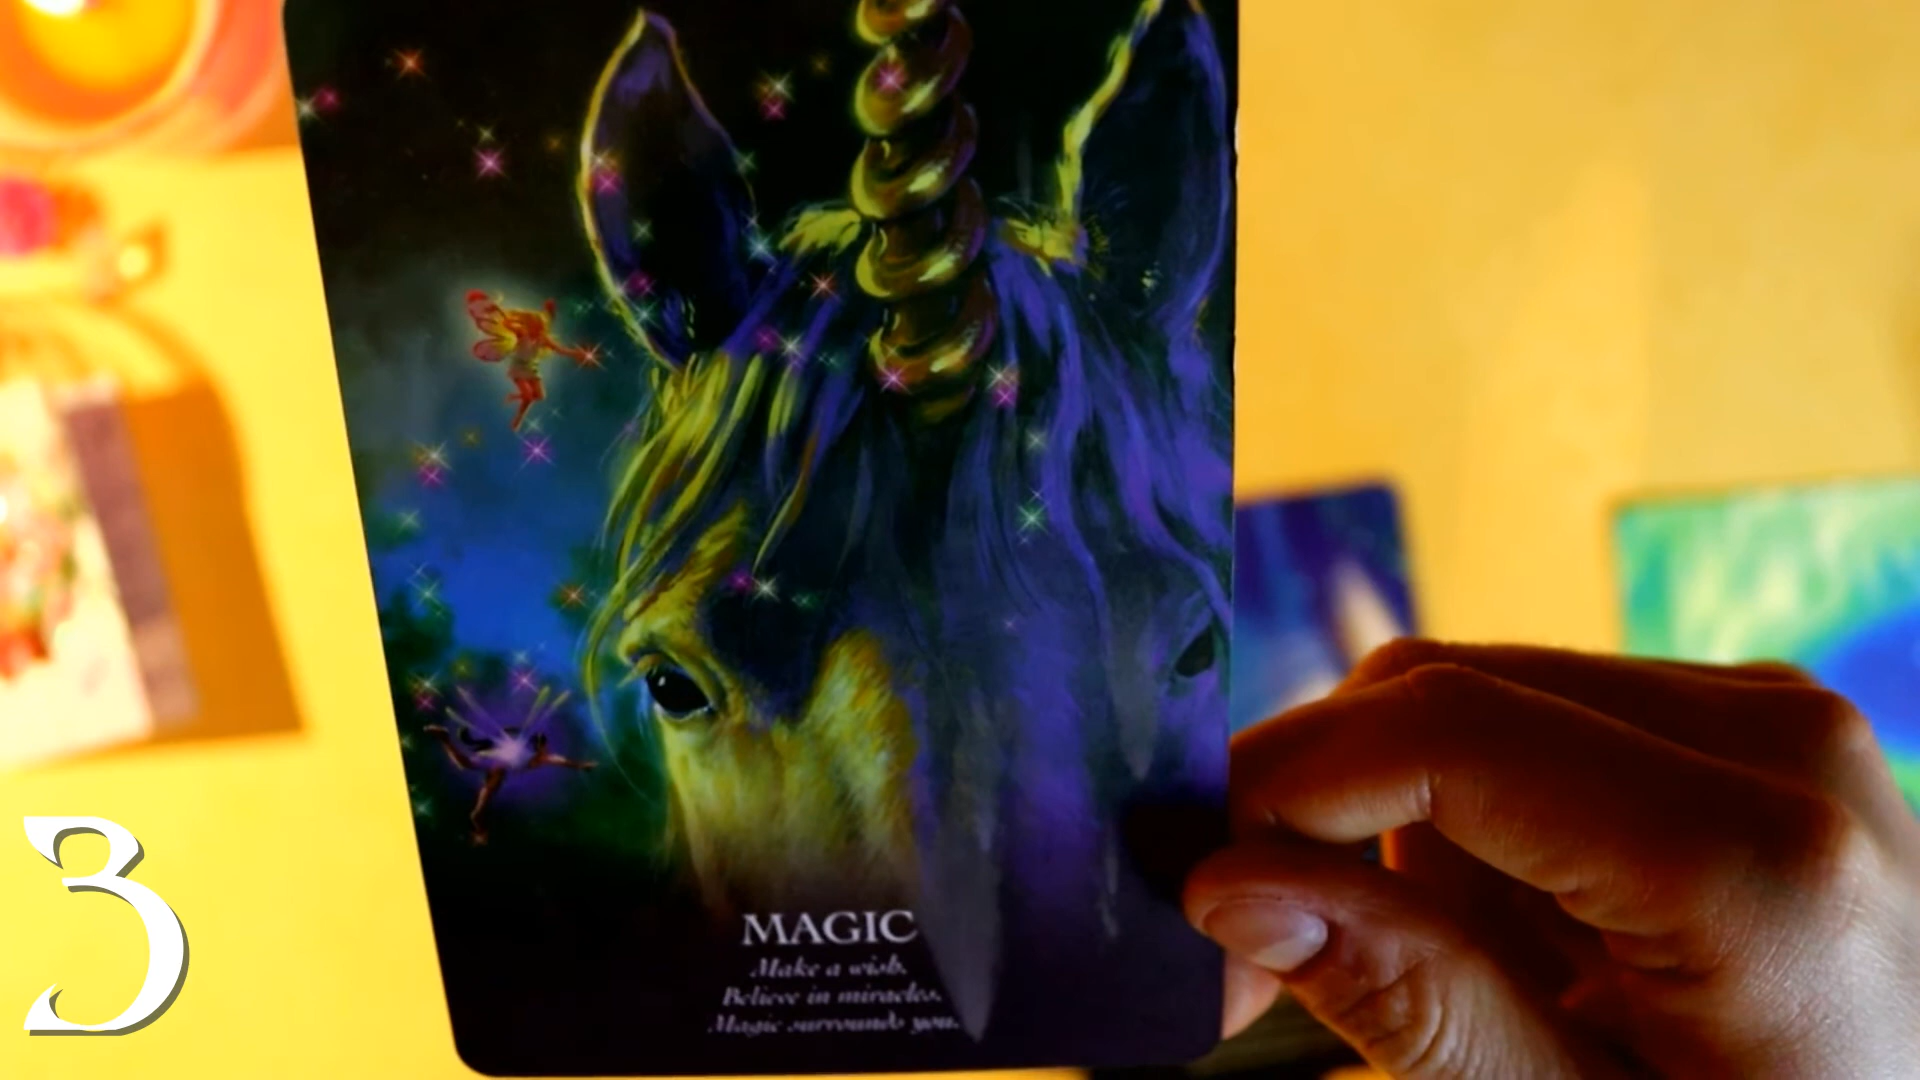 MAGIC
Make a wish.
Believe in miracles.
Magic surrounds you.
3